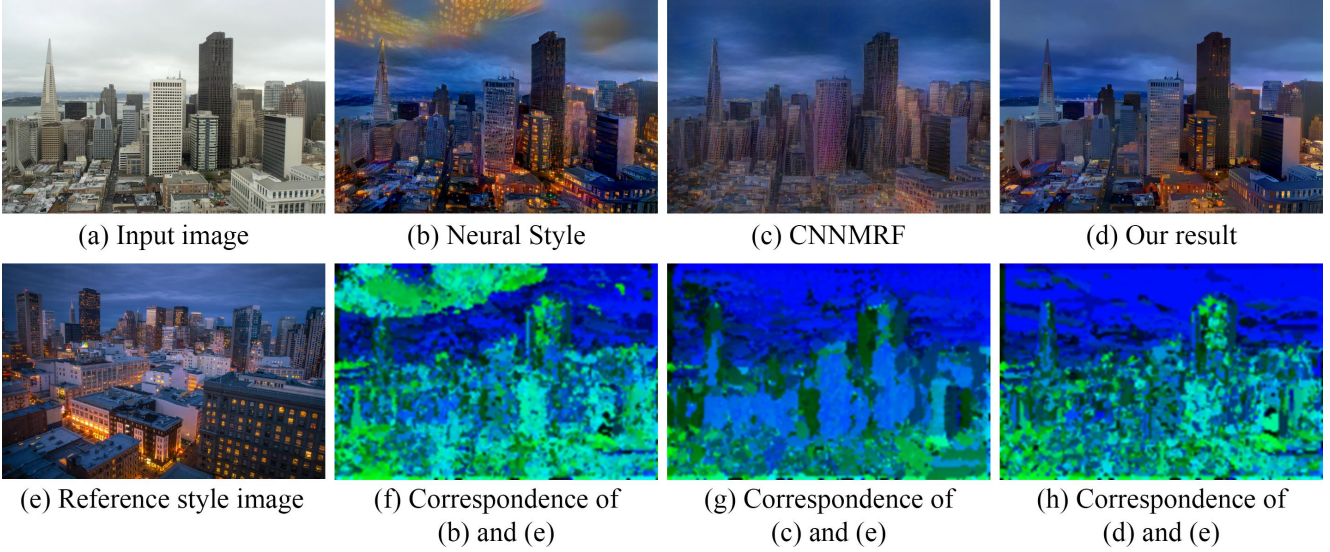 (a) Input image
(b) Neural Style
(c) CNNMRF
(d) Our result
(e) Reference style image
(f) Correspondence of
(b) and (e)
(g) Correspondence of
(c) and (e)
(h) Correspondence of
(d) and (e)